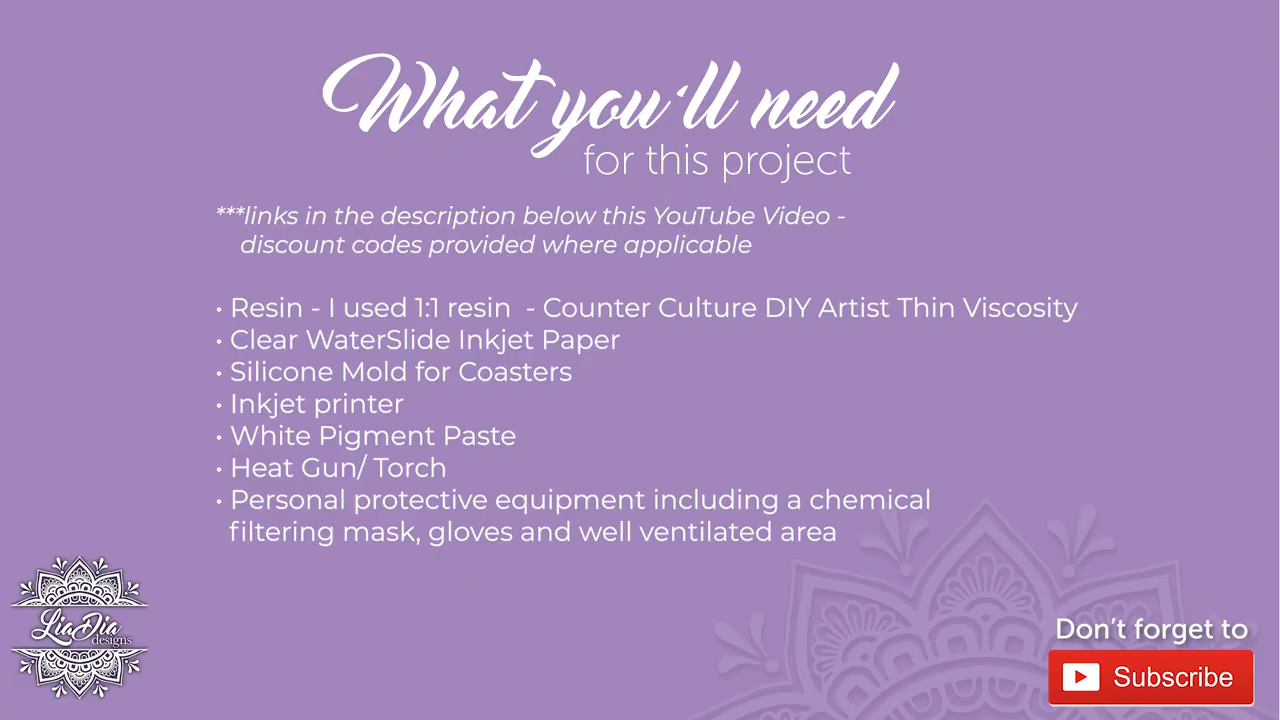 What you'll need
for this project
***links in the description below this YouTube Video -
discount codes provided where applicable
• Resin - I used 1:1 resin - Counter Culture DIY Artist Thin Viscosity
• Clear WaterSlide Inkjet Paper
• Silicone Mold for Coasters
• Inkjet printer
• White Pigment Paste
• Heat Gun/ Torch
• Personal protective equipment including a chemical
filtering mask, gloves and well ventilated area
LiaDia
designs
Don't forget to
Subscribe